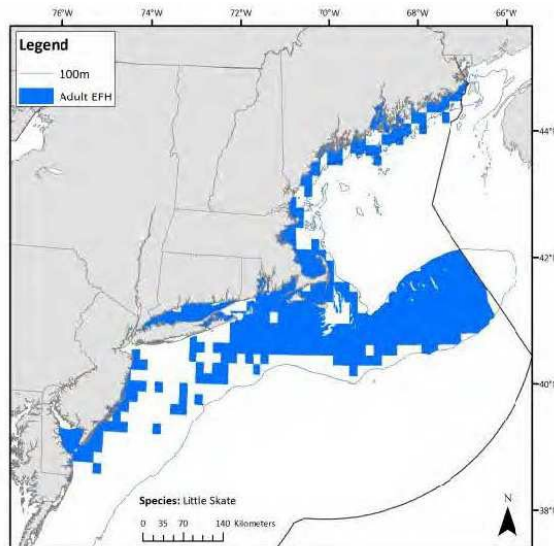 76°W 74°W 72°W 70°W 68°W 66°W
Legend
100m
Adult EFH
44°N
42°N
40°N
38°N
Species: Little Skate
0 35 70 140 Kilometers
N